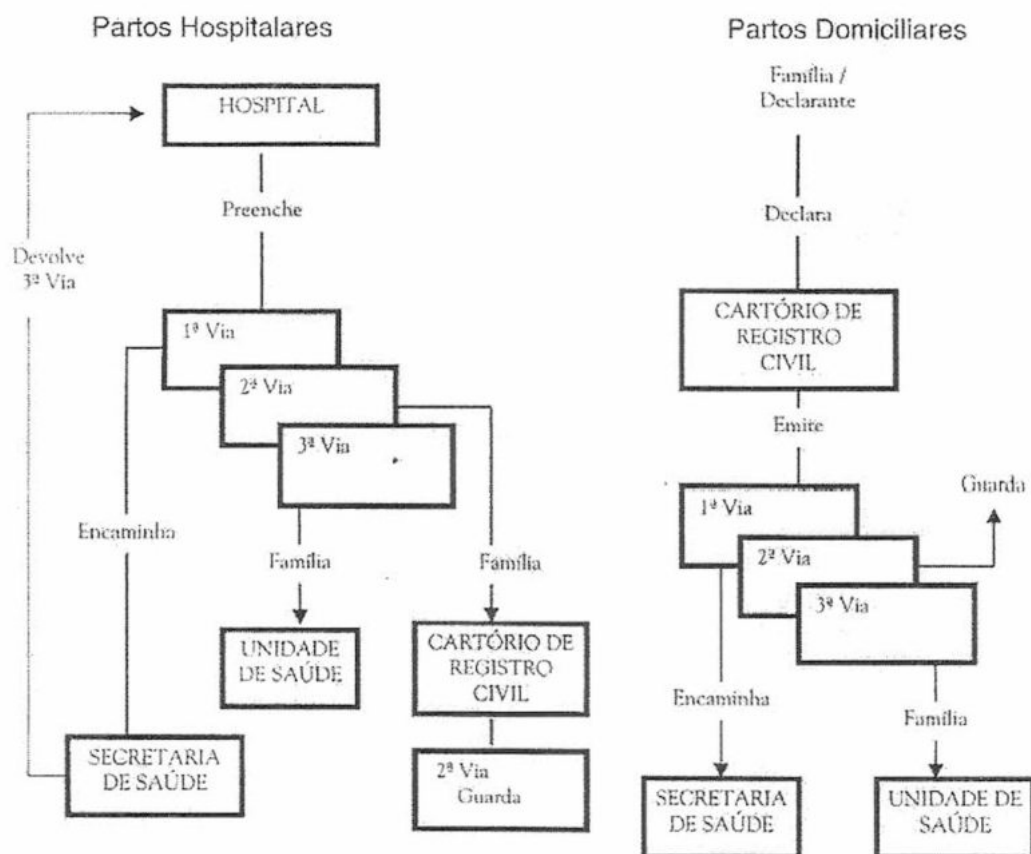 Partos Hospitalares
HOSPITAL
Preenche
Devolve
3ª Via
1ª Via
2ª Via
3ª Via
Encaminha
Família
Família
UNIDADE
DE SAÚDE
CARTÓRIO DE
REGISTRO
CIVIL
SECRETARIA
DE SAÚDE
2ª Via
Guarda
Partos Domiciliares
Família /
Declarante
Declara
CARTÓRIO DE
REGISTRO
CIVIL
Emite
1ª Via
2ª Via
3ª Via
Guarda
Encaminha
Família
SECRETARIA
DE SAÚDE
UNIDADE DE
SAÚDE